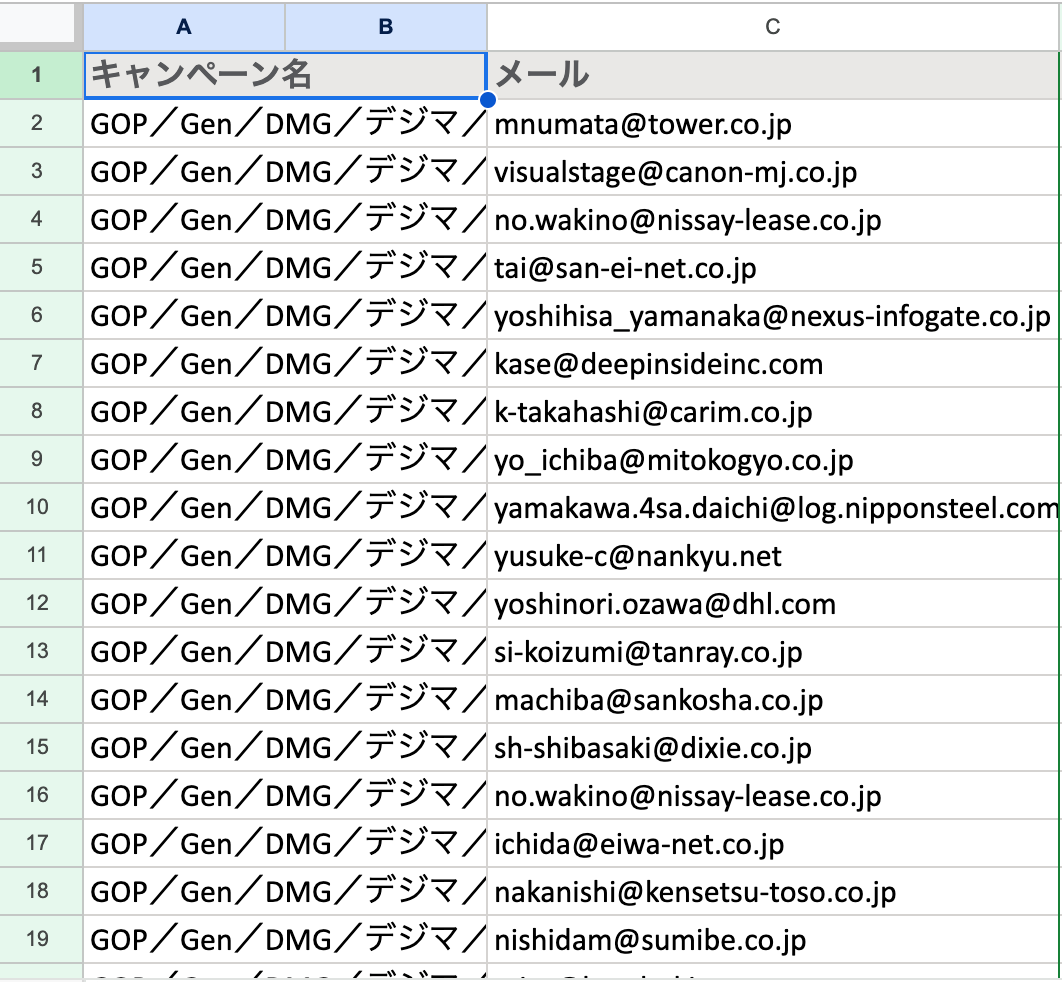 A B C
1 キャンペーン名 メール
2 GOP／Gen／DMG／デジマ／ mnumata@tower.co.jp
3 GOP／Gen／DMG／デジマ／ visualstage@canon-mj.co.jp
4 GOP／Gen／DMG／デジマ／ no.wakino@nissay-lease.co.jp
5 GOP／Gen／DMG／デジマ／ tai@san-ei-net.co.jp
6 GOP／Gen／DMG／デジマ／ yoshihisa_yamanaka@nexus-infogate.co.jp
7 GOP／Gen／DMG／デジマ／ kase@deepinsideinc.com
8 GOP／Gen／DMG／デジマ／ k-takahashi@carim.co.jp
9 GOP／Gen／DMG／デジマ／ yo_ichiba@mitokogyo.co.jp
10 GOP／Gen／DMG／デジマ／ yamakawa.4sa.daichi@log.nipponsteel.com
11 GOP／Gen／DMG／デジマ／ yusuke-c@nankyu.net
12 GOP／Gen／DMG／デジマ／ yoshinori.ozawa@dhl.com
13 GOP／Gen／DMG／デジマ／ si-koizumi@tanray.co.jp
14 GOP／Gen／DMG／デジマ／ machiba@sankosha.co.jp
15 GOP／Gen／DMG／デジマ／ sh-shibasaki@dixie.co.jp
16 GOP／Gen／DMG／デジマ／ no.wakino@nissay-lease.co.jp
17 GOP／Gen／DMG／デジマ／ ichida@eiwa-net.co.jp
18 GOP／Gen／DMG／デジマ／ nakanishi@kensetsu-toso.co.jp
19 GOP／Gen／DMG／デジマ／ nishidam@sumibe.co.jp